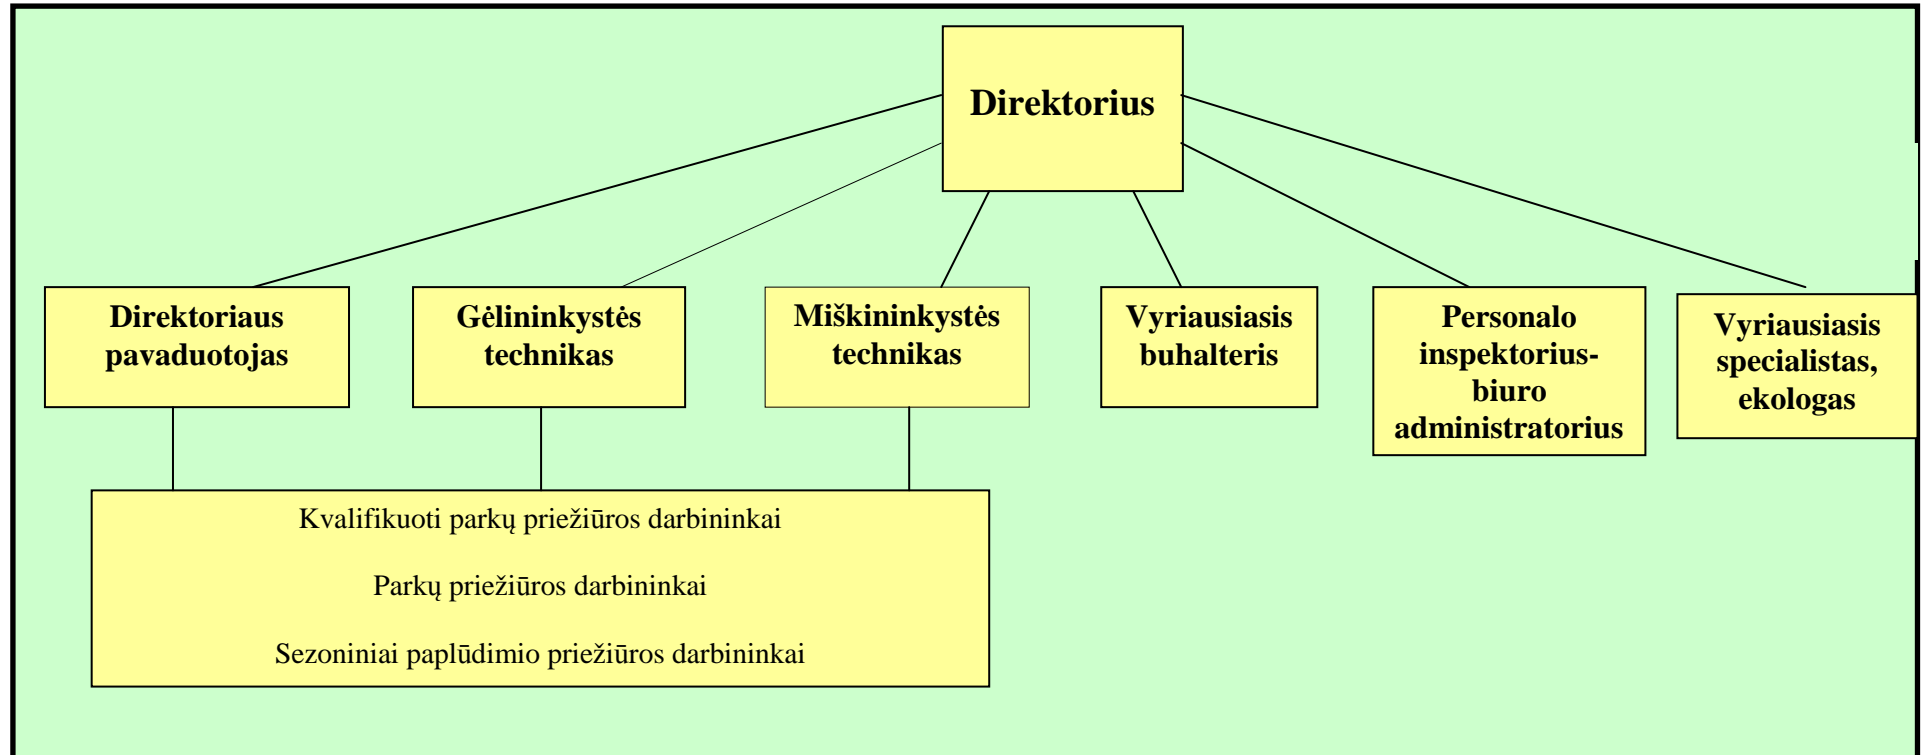 Direktorius
Direktoriaus
pavaduotojas
Gėlininkystės
technikas
Miškininkystės
technikas
Vyriausiasis
buhalteris
Personalo
inspektorius-
biuro
administratorius
Vyriausiasis
specialistas,
ekologas
Kvalifikuoti parkų priežiūros darbininkai
Parkų priežiūros darbininkai
Sezoniniai paplūdimio priežiūros darbininkai